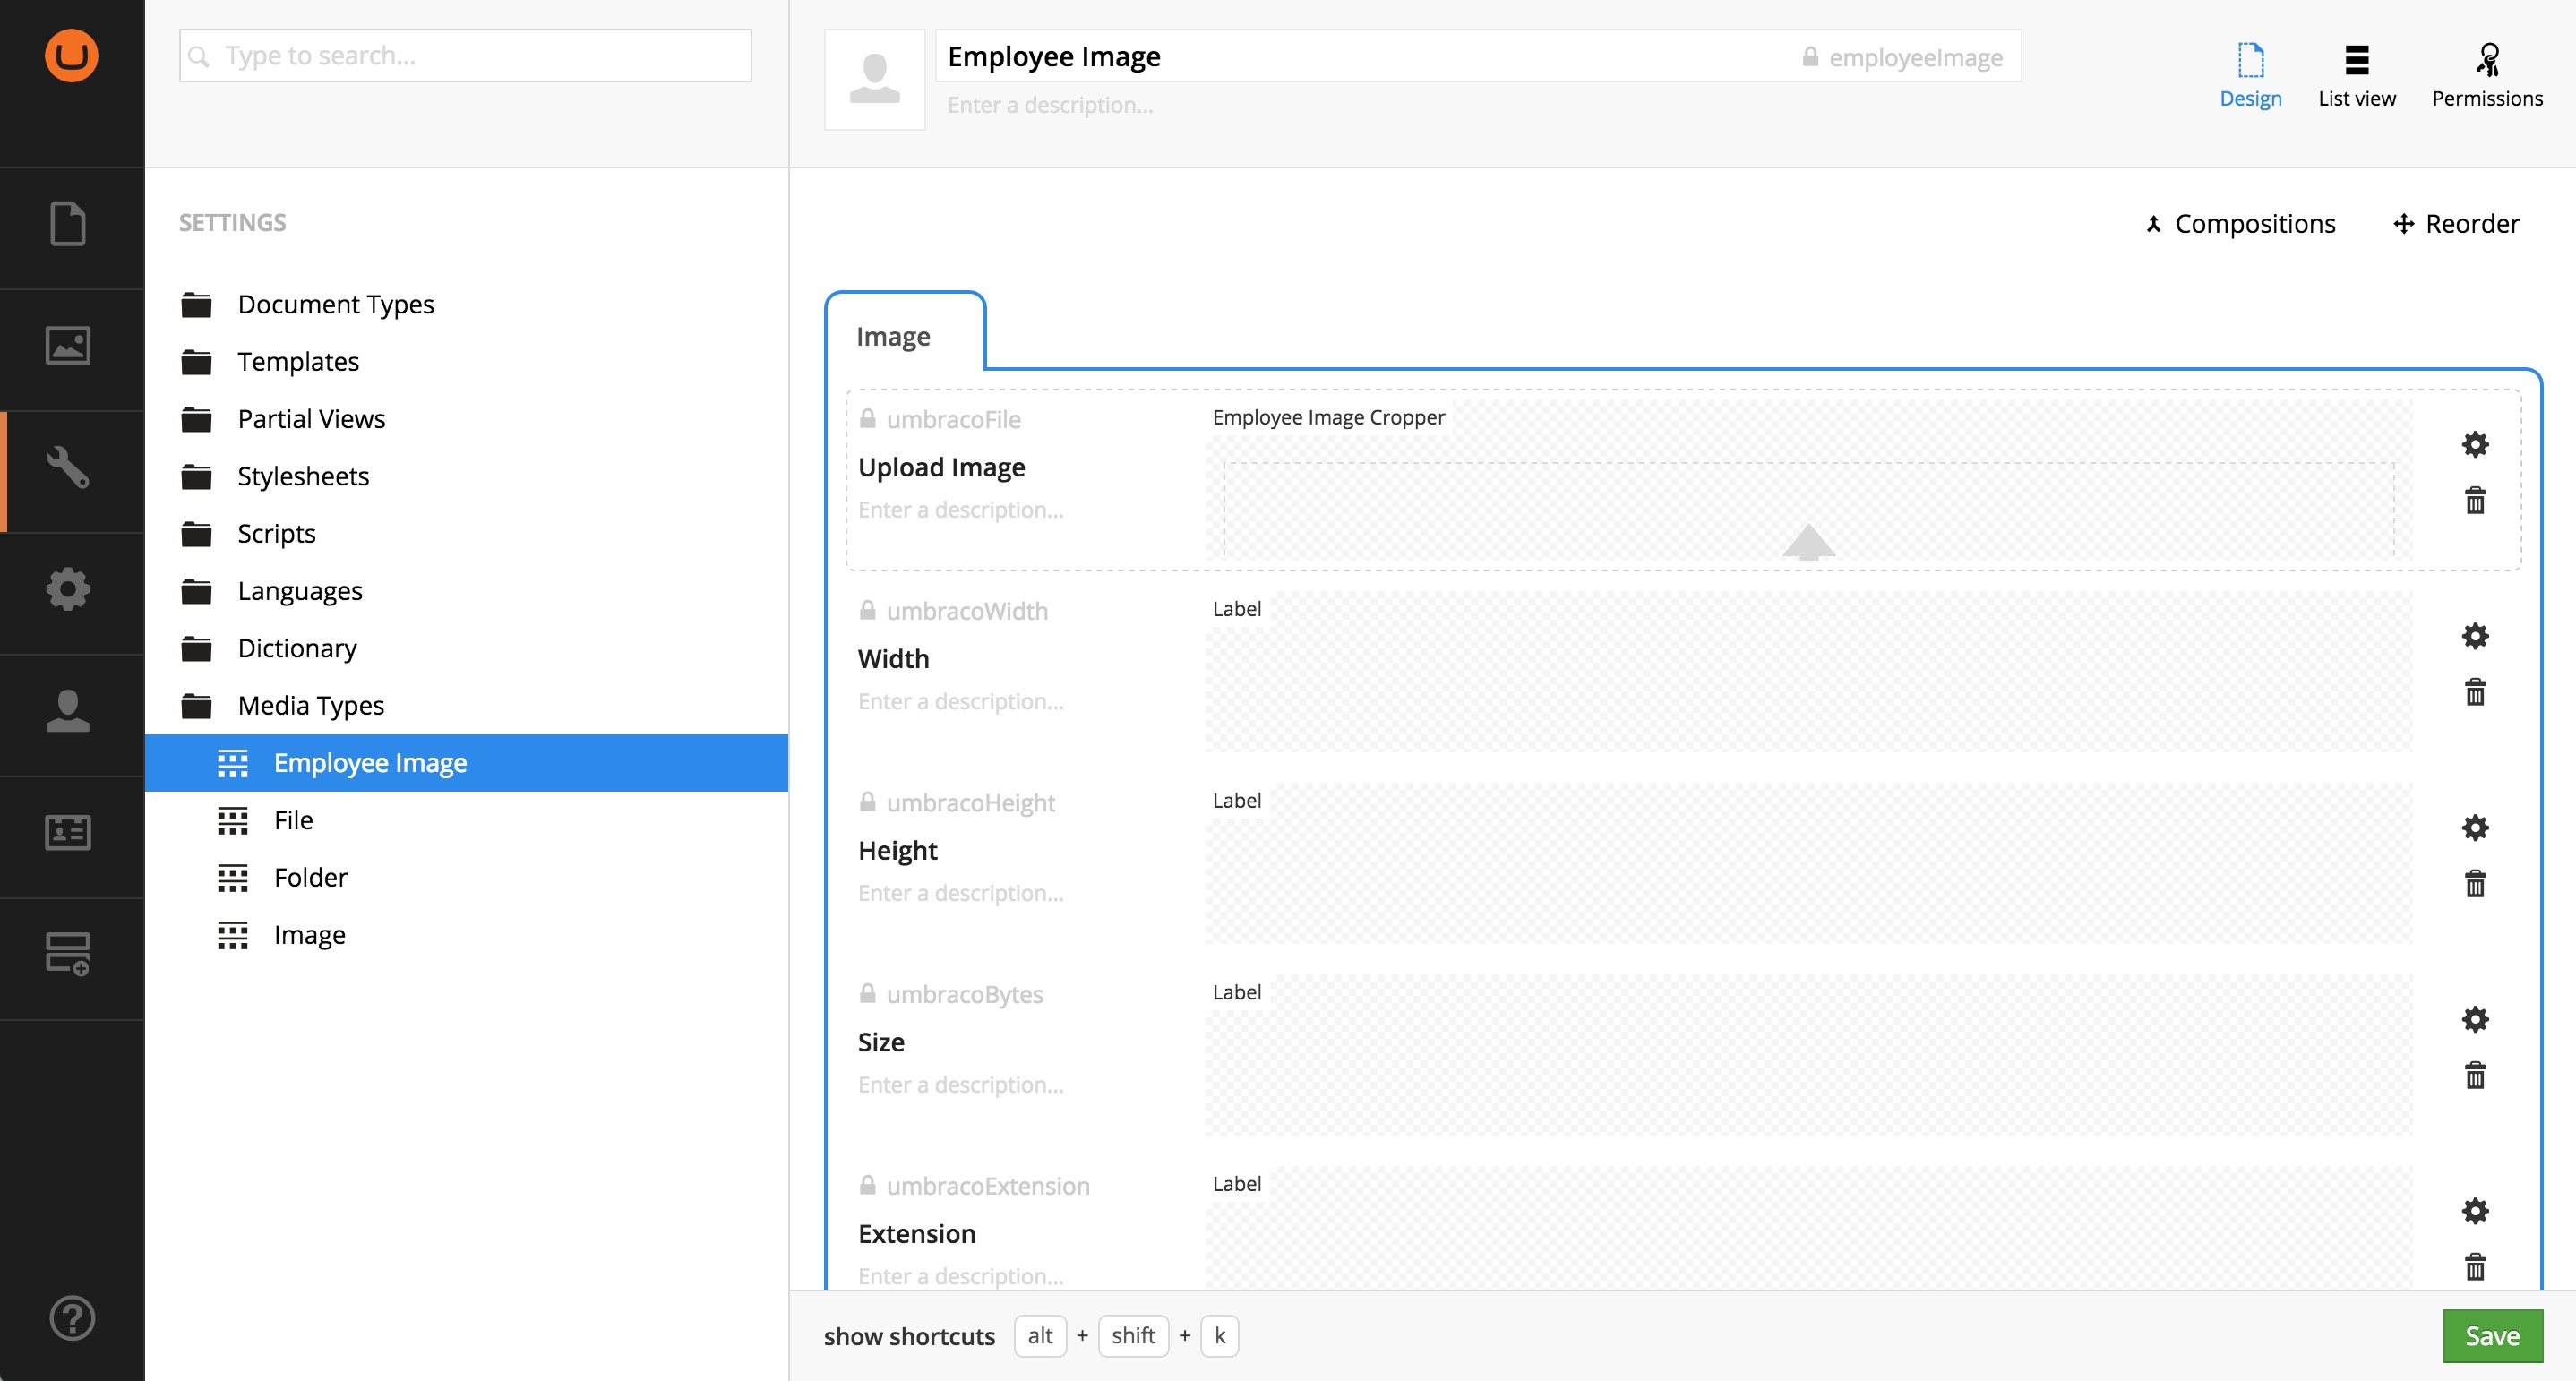 Type to search...
Employee Image
employeeImage
Enter a description...
Design
List view
Permissions
SETTINGS
Document Types
Templates
Partial Views
Stylesheets
Scripts
Languages
Dictionary
Media Types
Employee Image
File
Folder
Image
Compositions
Reorder
Image
umbracoFile
Employee Image Cropper
Upload Image
Enter a description...
umbracoWidth
Label
Width
Enter a description...
umbracoHeight
Label
Height
Enter a description...
umbracoBytes
Label
Size
Enter a description...
umbracoExtension
Label
Extension
Enter a description...
show shortcuts alt + shift + k
Save